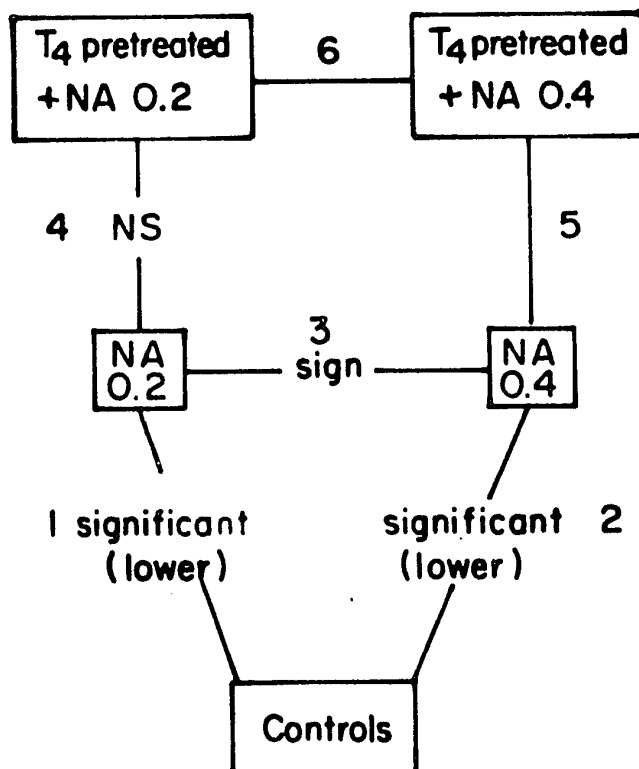 T4 pretreated
+NA 0.2
6
T4 pretreated
+ NA 0.4
4 NS
5
NA
0.2
3
sign
NA
0.4
1 significant
(lower)
significant 2
(lower)
Controls